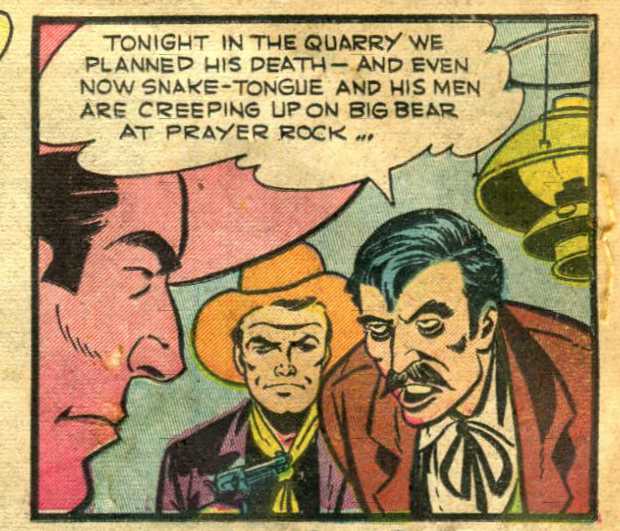 TONIGHT IN THE QUARRY WE
PLANNED HIS DEATH — AND EVEN
NOW SNAKE-TONGUE AND HIS MEN
ARE CREEPING UP ON BIG BEAR
AT PRAYER ROCK ...